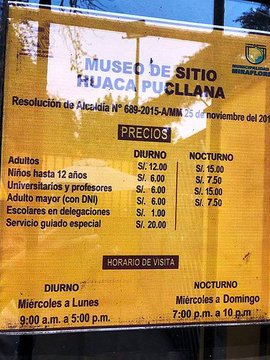 MUNICIPALIDAD DE
MIRAFLORES
MUSEO DE SITIO
HUACA PUCLLANA
Resolución de Alcaldía N° 689-2015-A/MM 25 de noviembre del
PRECIOS
DIURNO NOCTURNO
Adultos S/. 12.00 S/. 15.00
Niños hasta 12 años S/. 6.00 S/. 7.50
Universitarios y profesores S/. 6.00 S/. 15.00
Adulto mayor (con DNI) S/. 6.00 S/. 7.50
Escolares en delegaciones S/. 1.00
Servicio guiado especial S/. 20.00
HORARIO DE VISITA
DIURNO NOCTURNO
Miércoles a Lunes Miércoles a Domingo
9:00 a.m. a 5:00 p.m. 7:00 p.m. a 10 p.m